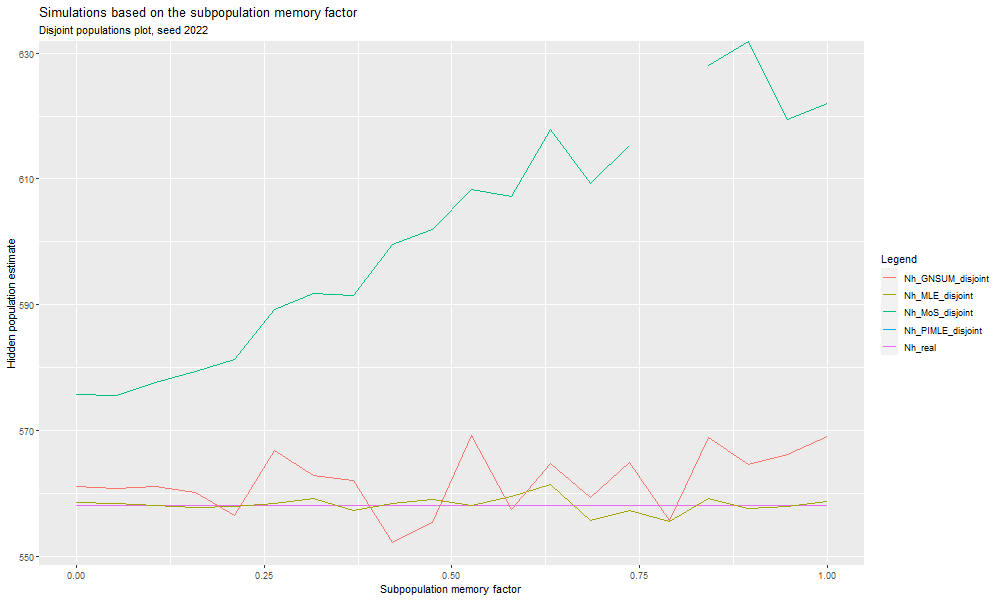 Simulations based on the subpopulation memory factor
Disjoint populations plot, seed 2022
630
610
590
570
550
Hidden population estimate
0.00
0.25
0.50
0.75
1.00
Subpopulation memory factor
Legend
Nh_GNSUM_disjoint
Nh_MLE_disjoint
Nh_MoS_disjoint
Nh_PIMLE_disjoint
Nh_real